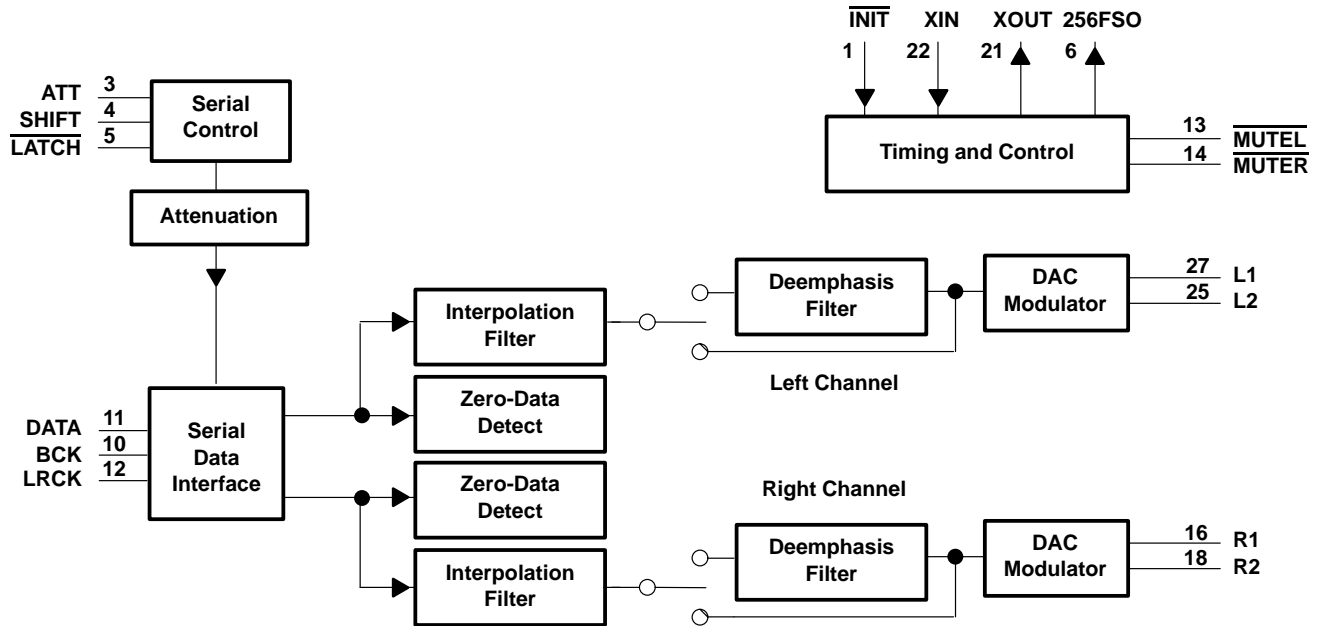 INIT XIN XOUT 256FSO
1 22 21 6
ATT 3
SHIFT 4
LATCH 5
Serial
Control
Timing and Control
13 MUTEL
14 MUTER
Attenuation
Interpolation
Filter
Deemphasis
Filter
DAC
Modulator
27 L1
25 L2
Left Channel
DATA 11
BCK 10
LRCK 12
Serial
Data
Interface
Zero-Data
Detect
Zero-Data
Detect
Right Channel
Interpolation
Filter
Deemphasis
Filter
DAC
Modulator
16 R1
18 R2